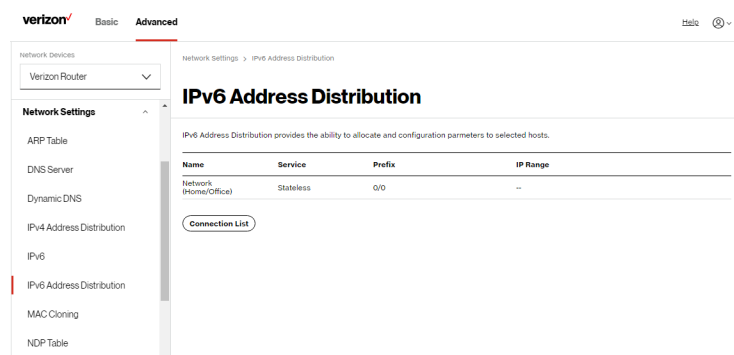 verizon✓ Basic Advanced Help
Network Devices
Verizon Router
Network Settings
ARP Table
DNS Server
Dynamic DNS
IPv4 Address Distribution
IPv6
IPv6 Address Distribution
MAC Cloning
NDP Table
Network Settings > IPv6 Address Distribution
IPv6 Address Distribution
IPv6 Address Distribution provides the ability to allocate and configuration parmeters to selected hosts.
Name Service Prefix IP Range
Network
(Home/Office) Stateless 0/0 --
Connection List